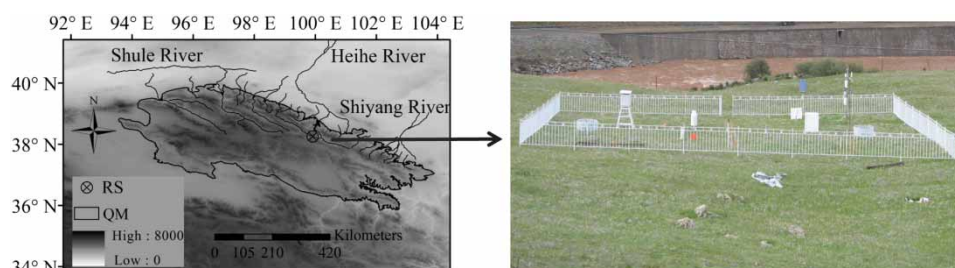 92° E 94° E 96° E 98° E 100° E 102° E 104° E
Shule River
Heihe River
40° N
Shiyang River
N
38° N
RS
36° N
QM
High : 8000
Kilometers
0 105 210 420
Low : 0
34° N